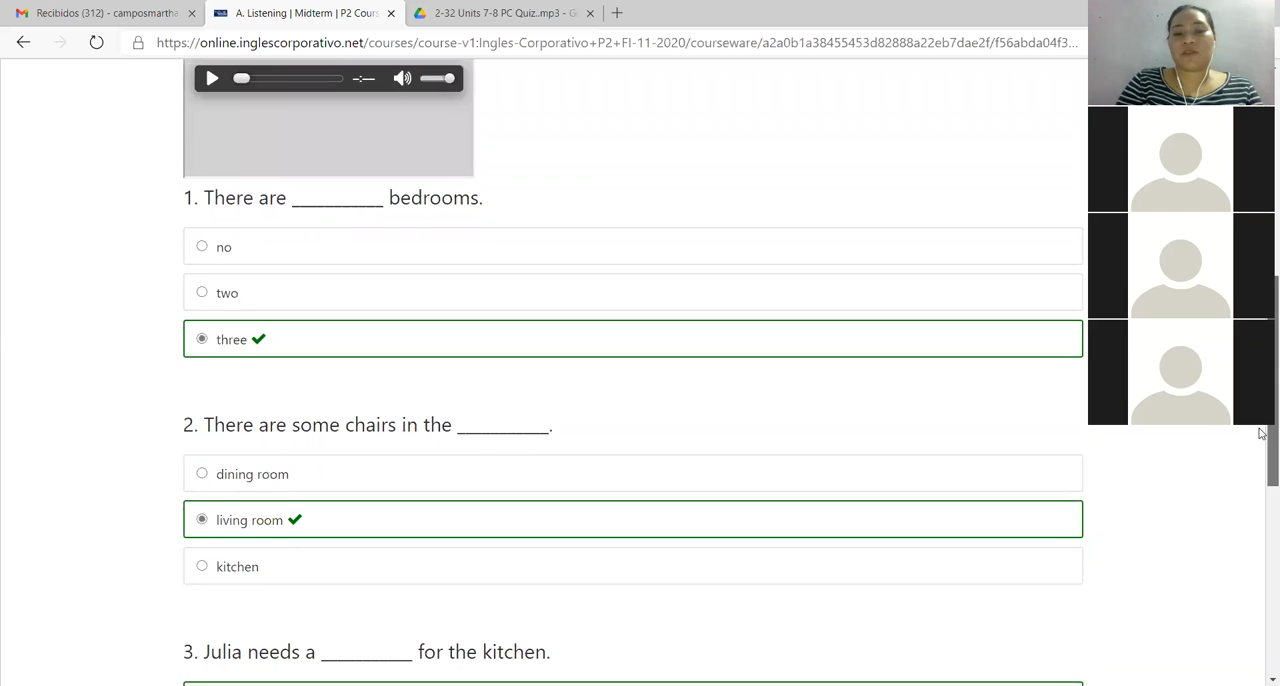 Recibidos (312) - camposmartha
A. Listening | Midterm | P2 Cours
2-32 Units 7-8 PC Quiz..mp3 - G
https://online.inglescorporativo.net/courses/course-v1:Ingles-Corporativo+P2+FI-11-2020/courseware/a2a0b1a38455453d82888a22eb7dae2f/f56abda04f3...
-:--
1. There are __________ bedrooms.
no
two
three
2. There are some chairs in the __________.
dining room
living room
kitchen
3. Julia needs a __________ for the kitchen.